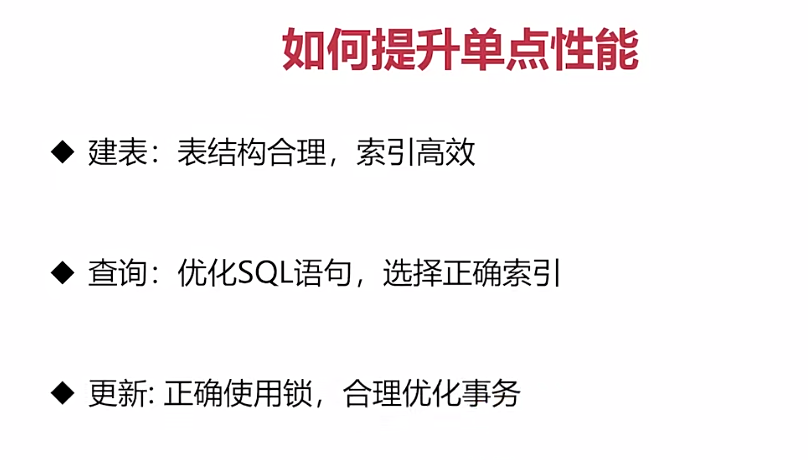 如何提升单点性能
◆ 建表：表结构合理，索引高效
◆ 查询：优化SQL语句，选择正确索引
◆ 更新: 正确使用锁，合理优化事务